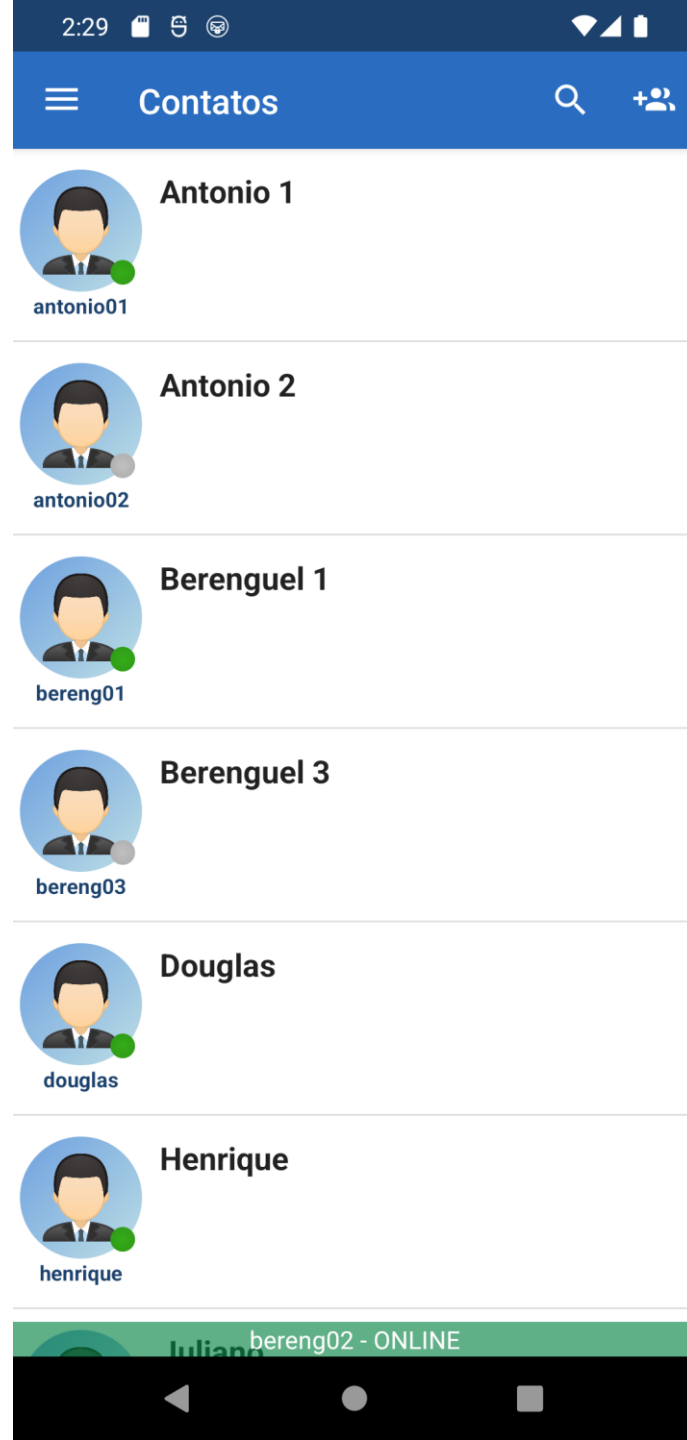 2:29
Contatos
Antonio 1
antonio01
Antonio 2
antonio02
Berenguel 1
bereng01
Berenguel 3
bereng03
Douglas
douglas
Henrique
henrique
Juliano
bereng02 - ONLINE